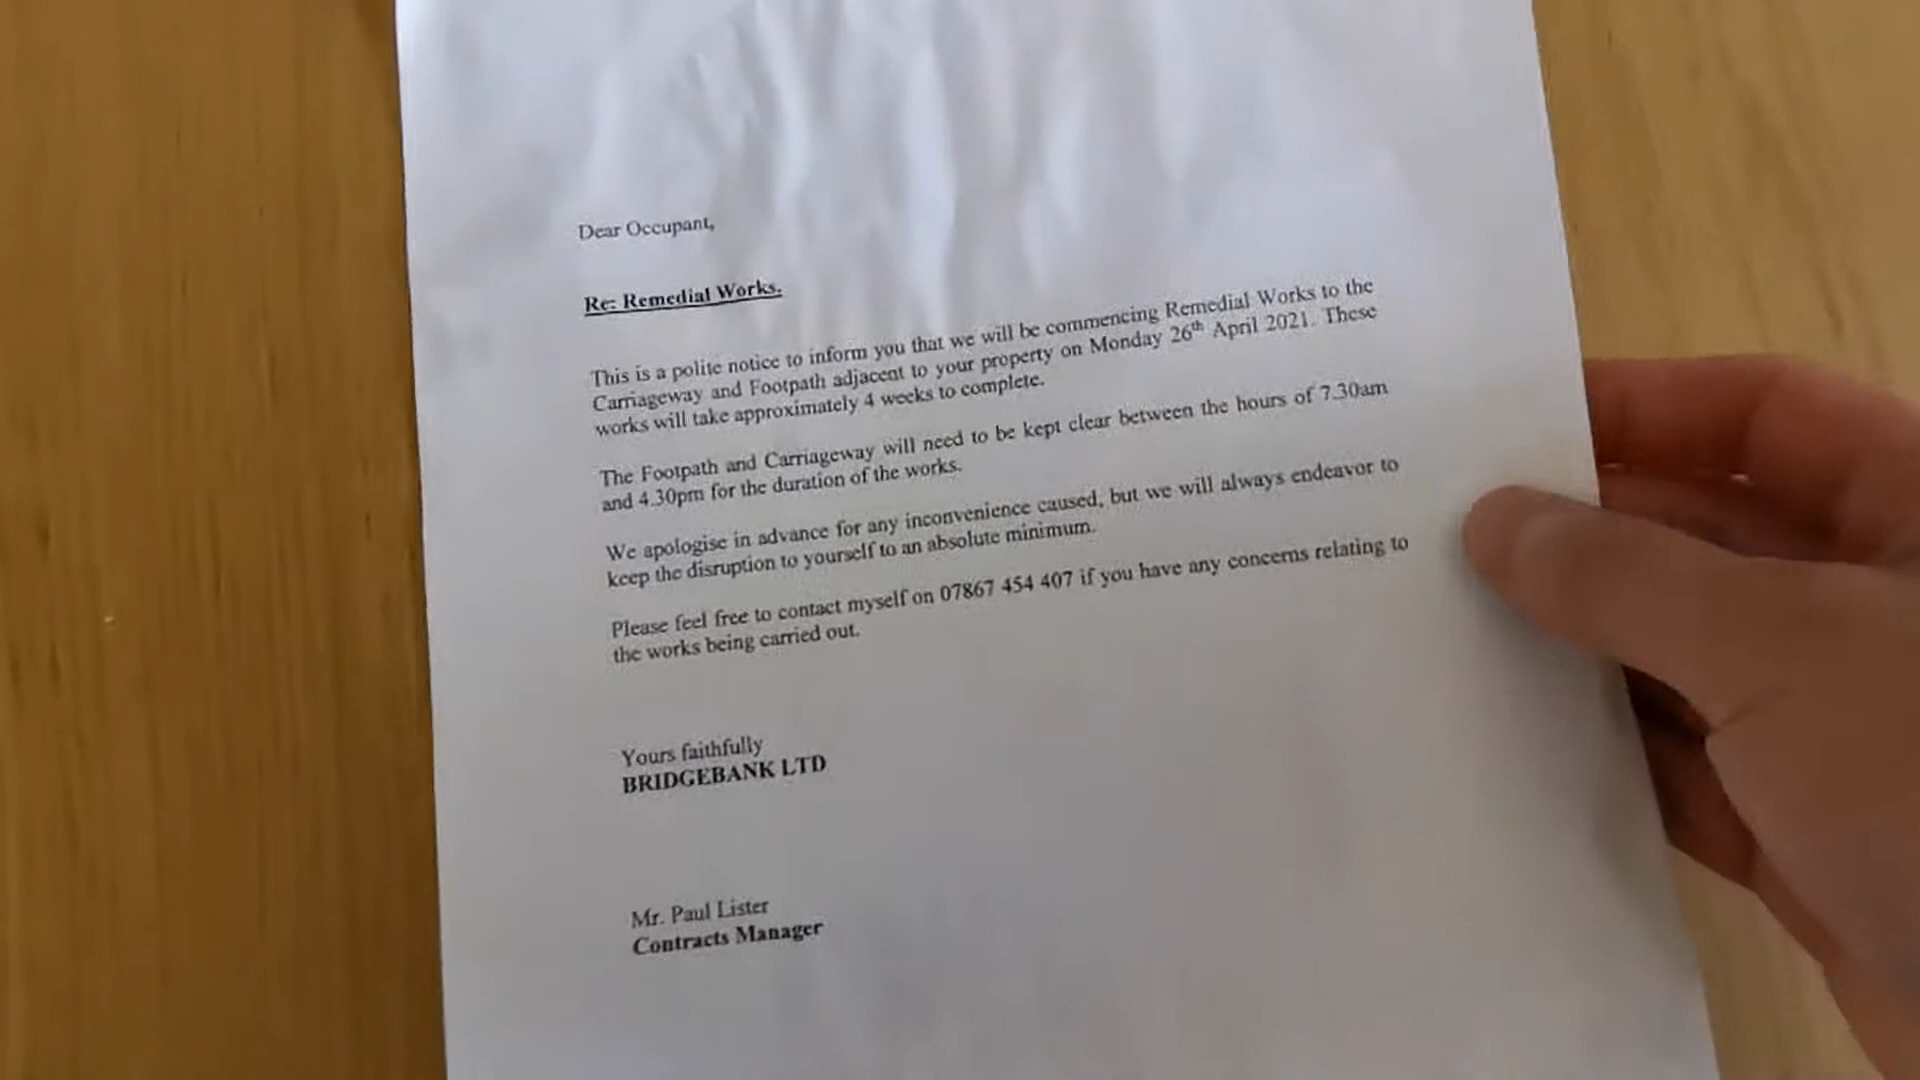 Dear Occupant,
Re: Remedial Works.
This is a polite notice to inform you that we will be commencing Remedial Works to the
Carriageway and Footpath adjacent to your property on Monday 26th April 2021. These
works will take approximately 4 weeks to complete.
The Footpath and Carriageway will need to be kept clear between the hours of 7.30am
and 4.30pm for the duration of the works.
We apologise in advance for any inconvenience caused, but we will always endeavor to
keep the disruption to yourself to an absolute minimum.
Please feel free to contact myself on 07867 454 407 if you have any concerns relating to
the works being carried out.
Yours faithfully
BRIDGEBANK LTD
Mr. Paul Lister
Contracts Manager